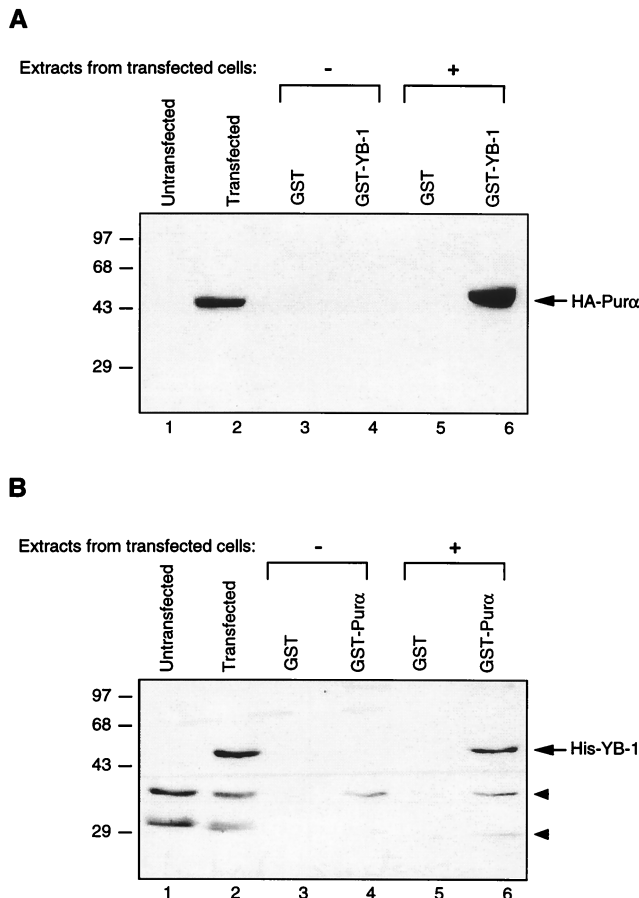 A
Extracts from transfected cells: - +
Untransfected Transfected GST GST-YB-1 GST GST-YB-1
97
68
43
29
HA-Purα
1 2 3 4 5 6
B
Extracts from transfected cells: - +
Untransfected Transfected GST GST-Purα GST GST-Purα
97
68
43
29
His-YB-1
1 2 3 4 5 6